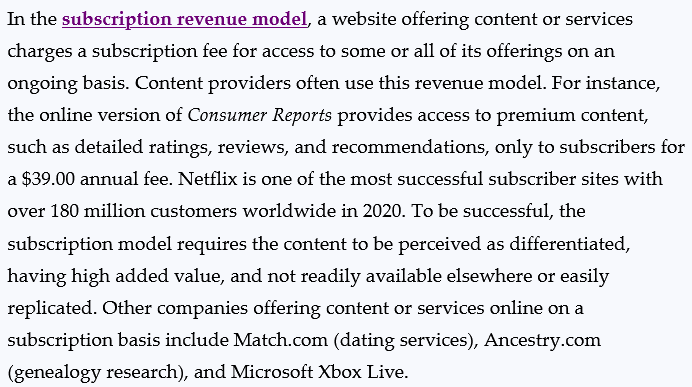 In the subscription revenue model, a website offering content or services
charges a subscription fee for access to some or all of its offerings on an
ongoing basis. Content providers often use this revenue model. For instance,
the online version of Consumer Reports provides access to premium content,
such as detailed ratings, reviews, and recommendations, only to subscribers for
a $39.00 annual fee. Netflix is one of the most successful subscriber sites with
over 180 million customers worldwide in 2020. To be successful, the
subscription model requires the content to be perceived as differentiated,
having high added value, and not readily available elsewhere or easily
replicated. Other companies offering content or services online on a
subscription basis include Match.com (dating services), Ancestry.com
(genealogy research), and Microsoft Xbox Live.